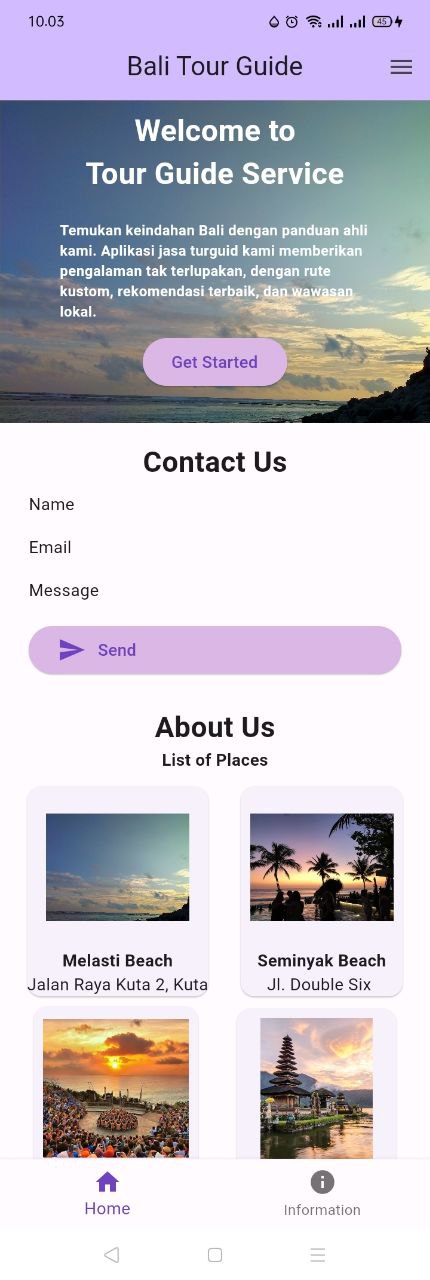 10.03
45
Bali Tour Guide
Welcome to
Tour Guide Service
Temukan keindahan Bali dengan panduan ahli
kami. Aplikasi jasa turguid kami memberikan
pengalaman tak terlupakan, dengan rute
kustom, rekomendasi terbaik, dan wawasan
lokal.
Get Started
Contact Us
Name
Email
Message
Send
About Us
List of Places
Melasti Beach
Jalan Raya Kuta 2, Kuta
Seminyak Beach
Jl. Double Six
Home
Information